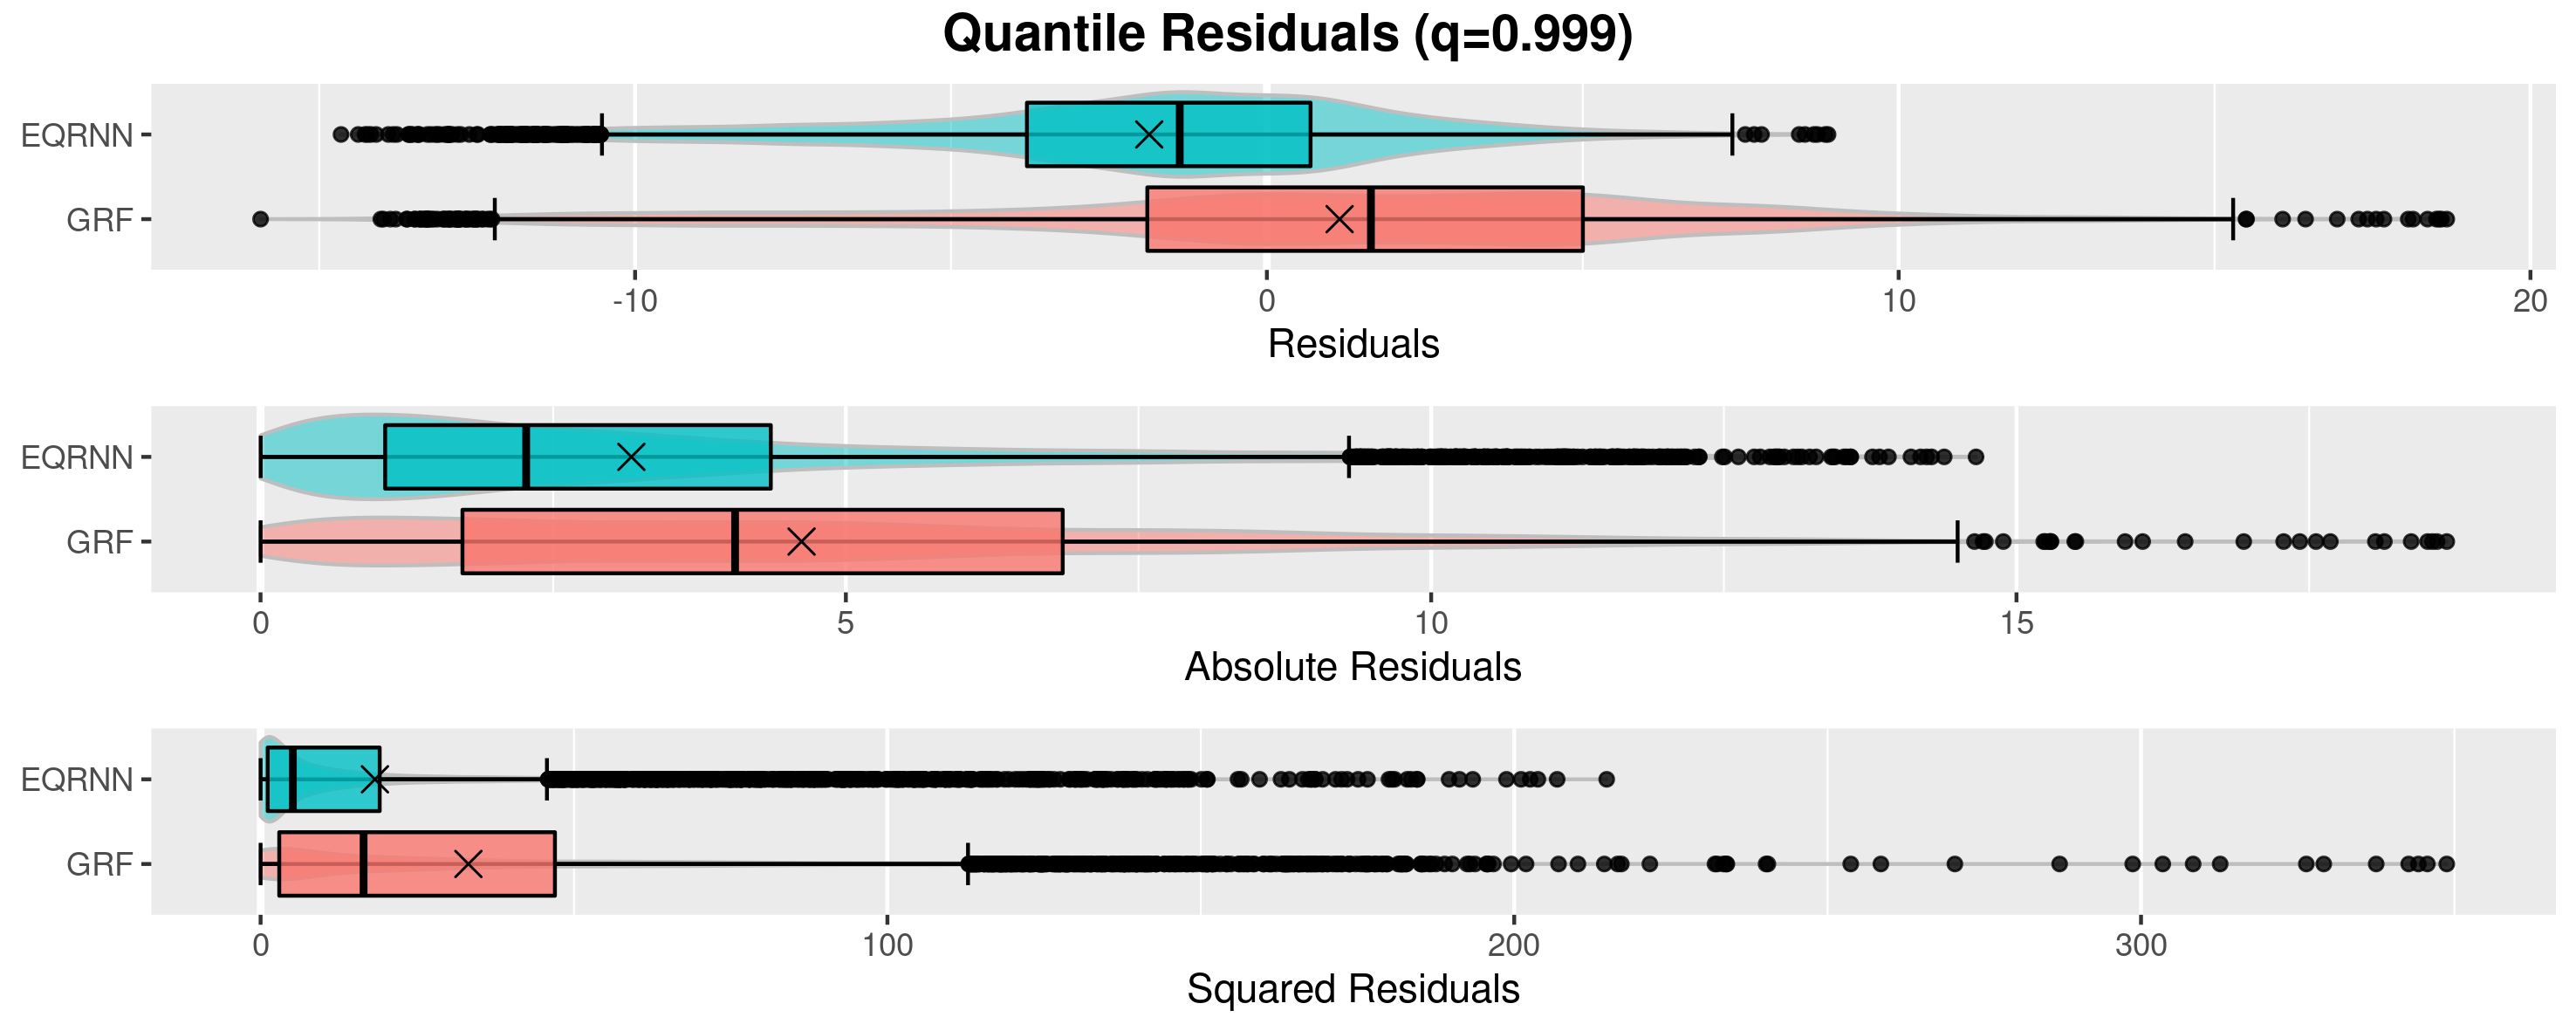 Quantile Residuals (q=0.999)
EQRNN
GRF
-10 0 10 20
Residuals
EQRNN
GRF
0 5 10 15
Absolute Residuals
EQRNN
GRF
0 100 200 300
Squared Residuals